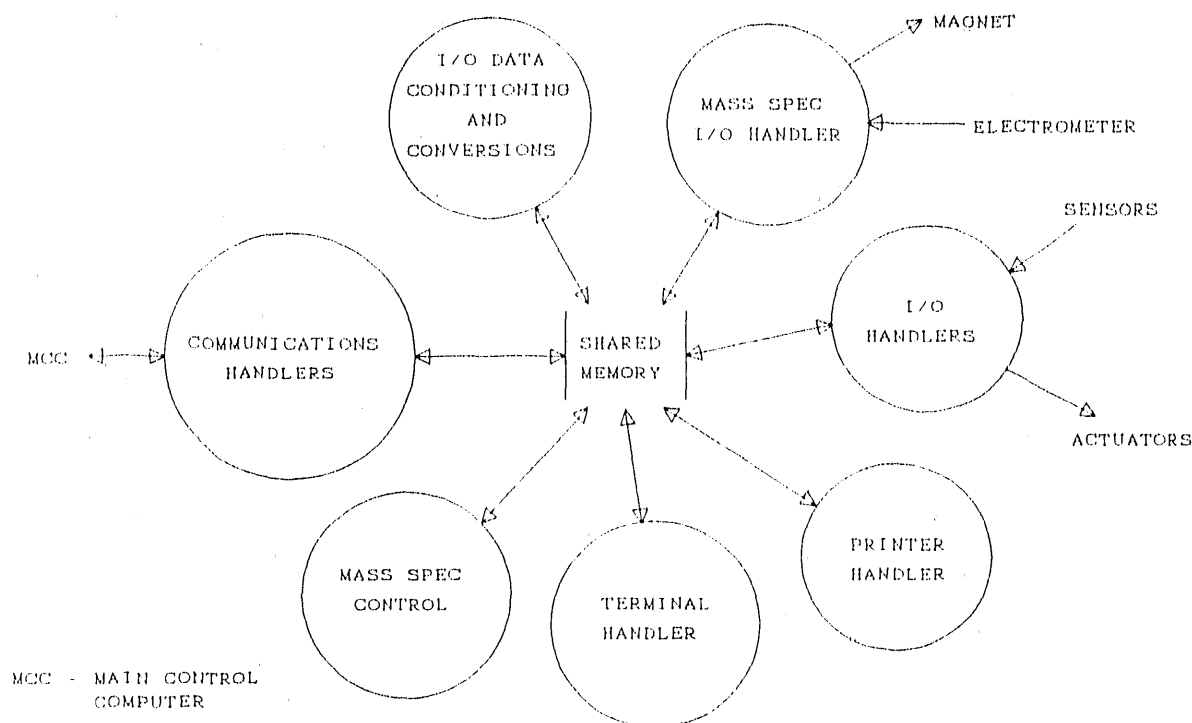 MAGNET
I/O DATA
CONDITIONING
AND
CONVERSIONS
MASS SPEC
I/O HANDLER
ELECTROMETER
SENSORS
I/O
HANDLERS
ACTUATORS
MCC
COMMUNICATIONS
HANDLERS
SHARED
MEMORY
MASS SPEC
CONTROL
TERMINAL
HANDLER
PRINTER
HANDLER
MCC - MAIN CONTROL
COMPUTER